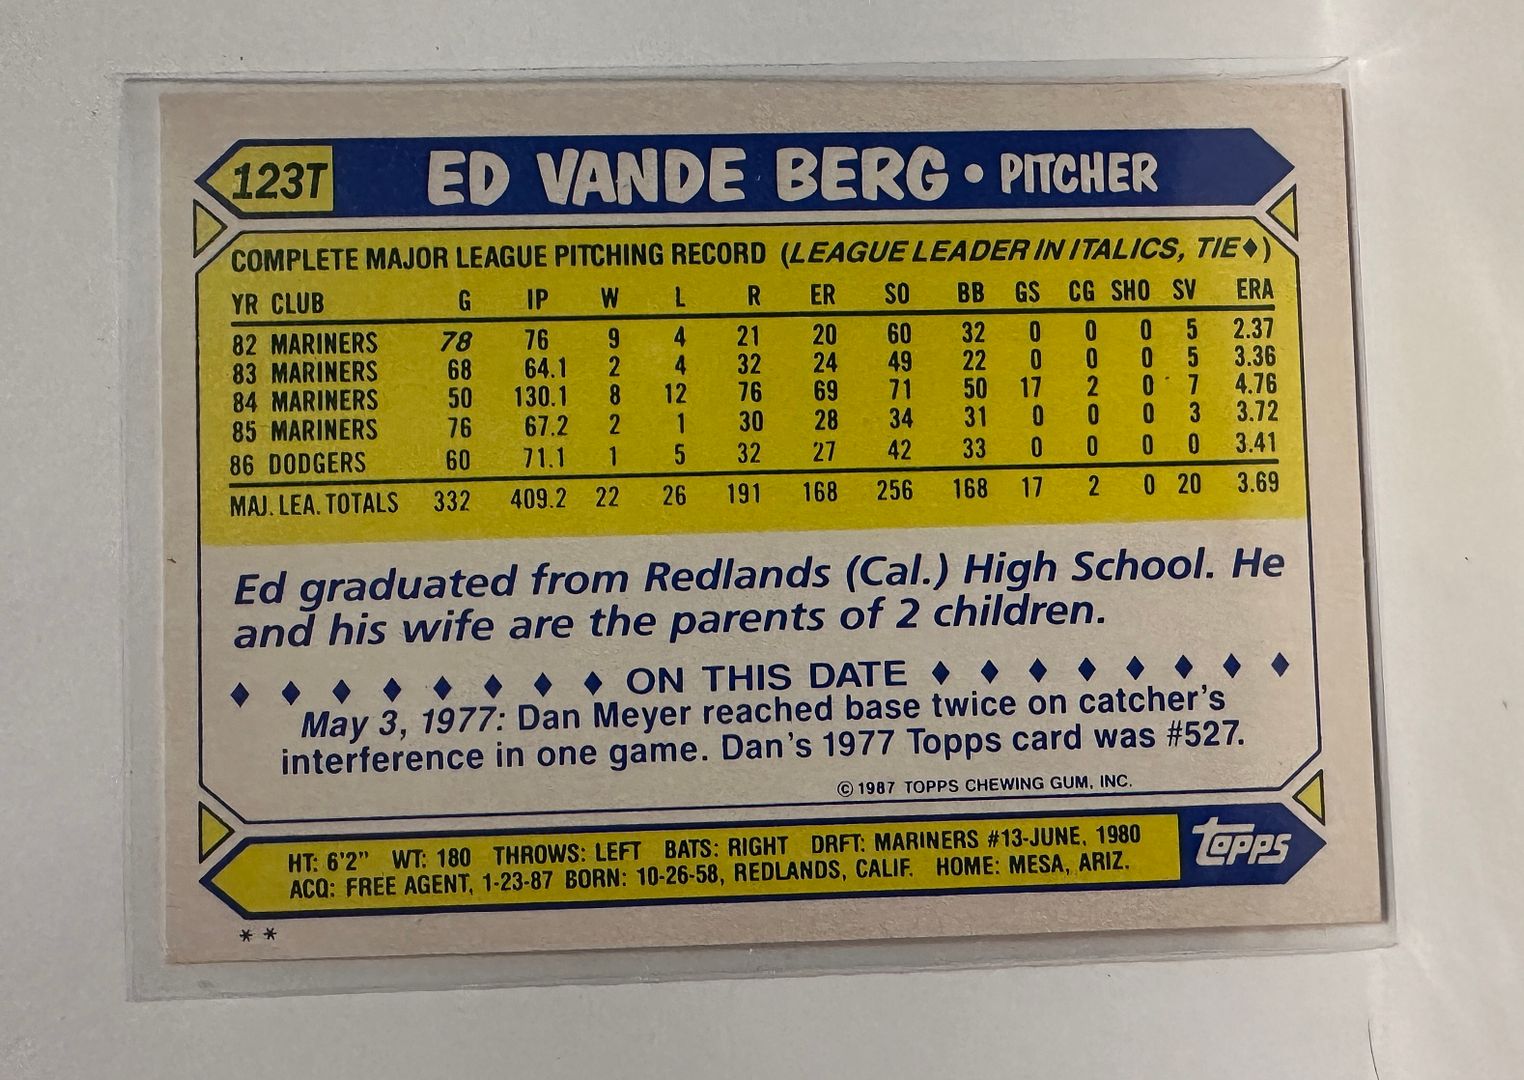 123T ED VANDE BERG • PITCHER
COMPLETE MAJOR LEAGUE PITCHING RECORD (LEAGUE LEADER IN ITALICS, TIE♦)
YR CLUB G IP W L R ER SO BB GS CG SHO SV ERA
82 MARINERS 78 76 9 4 21 20 60 32 0 0 0 5 2.37
83 MARINERS 68 64.1 2 4 32 24 49 22 0 0 0 5 3.36
84 MARINERS 50 130.1 8 12 76 69 71 50 17 2 0 7 4.76
85 MARINERS 76 67.2 2 1 30 28 34 31 0 0 0 3 3.72
86 DODGERS 60 71.1 1 5 32 27 42 33 0 0 0 0 3.41
MAJ. LEA. TOTALS 332 409.2 22 26 191 168 256 168 17 2 0 20 3.69
Ed graduated from Redlands (Cal.) High School. He
and his wife are the parents of 2 children.
♦ ♦ ♦ ♦ ♦ ♦ ♦ ♦ ON THIS DATE ♦ ♦ ♦ ♦ ♦ ♦ ♦ ♦
May 3, 1977: Dan Meyer reached base twice on catcher's
interference in one game. Dan's 1977 Topps card was #527.
© 1987 TOPPS CHEWING GUM, INC.
HT: 6'2" WT: 180 THROWS: LEFT BATS: RIGHT DRFT: MARINERS #13-JUNE, 1980
ACQ: FREE AGENT, 1-23-87 BORN: 10-26-58, REDLANDS, CALIF. HOME: MESA, ARIZ.
topps
* *